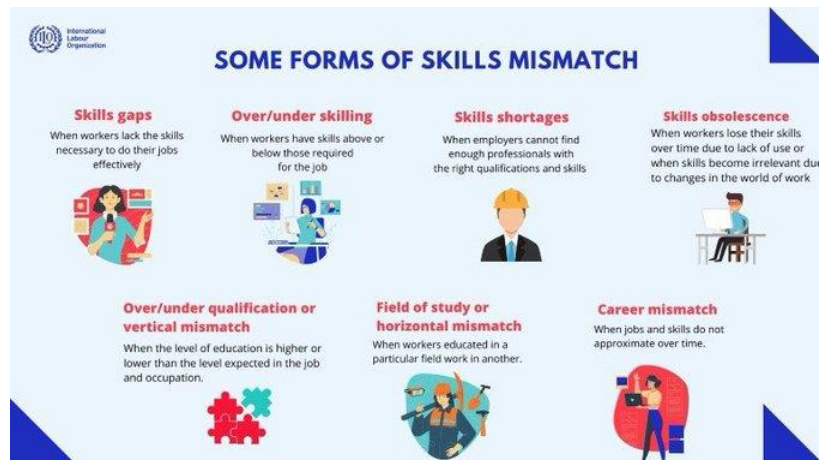 International
Labour
Organization
SOME FORMS OF SKILLS MISMATCH
Skills gaps
When workers lack the skills
necessary to do their jobs
effectively
Over/under skilling
When workers have skills above or
below those required
for the job
Skills shortages
When employers cannot find
enough professionals with
the right qualifications and skills
Skills obsolescence
When workers lose their skills
over time due to lack of use or
when skills become irrelevant du
to changes in the world of work
Over/under qualification or
vertical mismatch
When the level of education is higher or
lower than the level expected in the job
and occupation.
Field of study or
horizontal mismatch
When workers educated in a
particular field work in another.
Career mismatch
When jobs and skills do not
approximate over time.